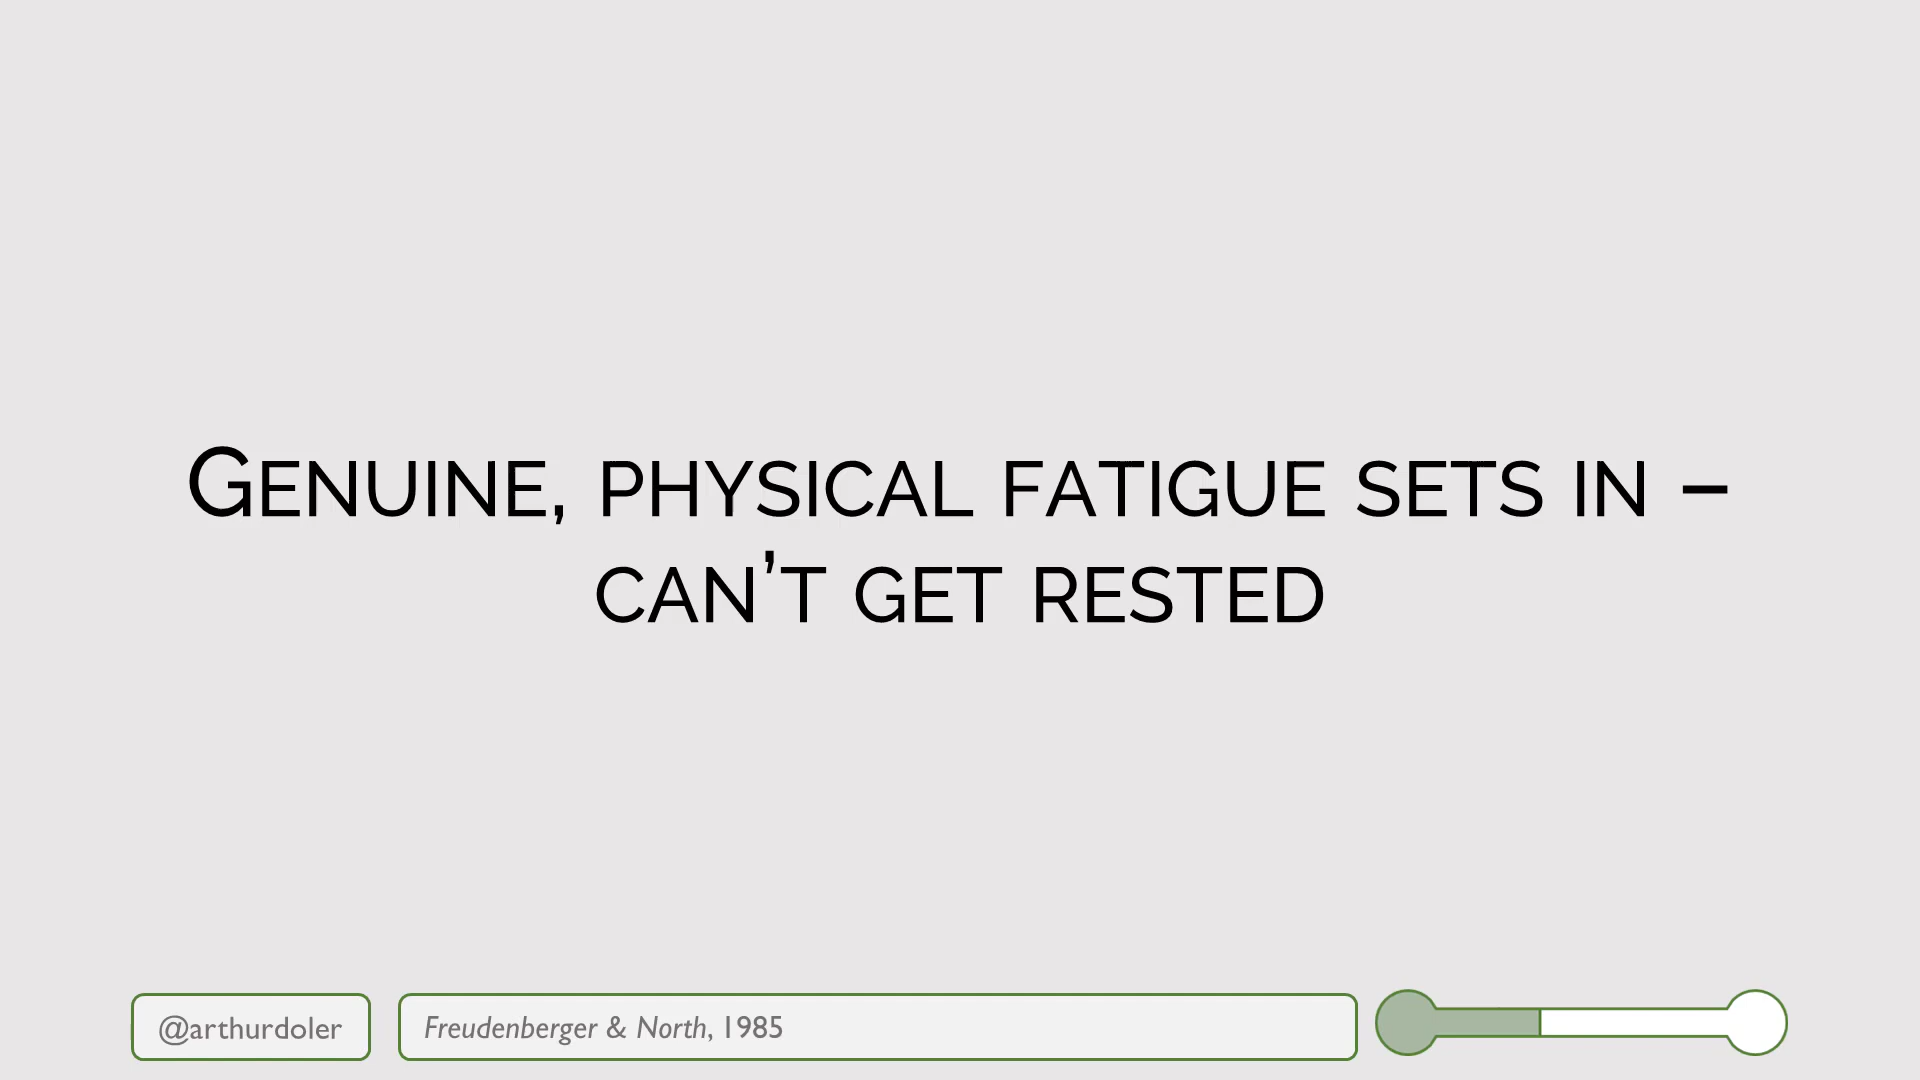 Genuine, physical fatigue sets in –
can’t get rested
@arthurdoler
Freudenberger & North, 1985